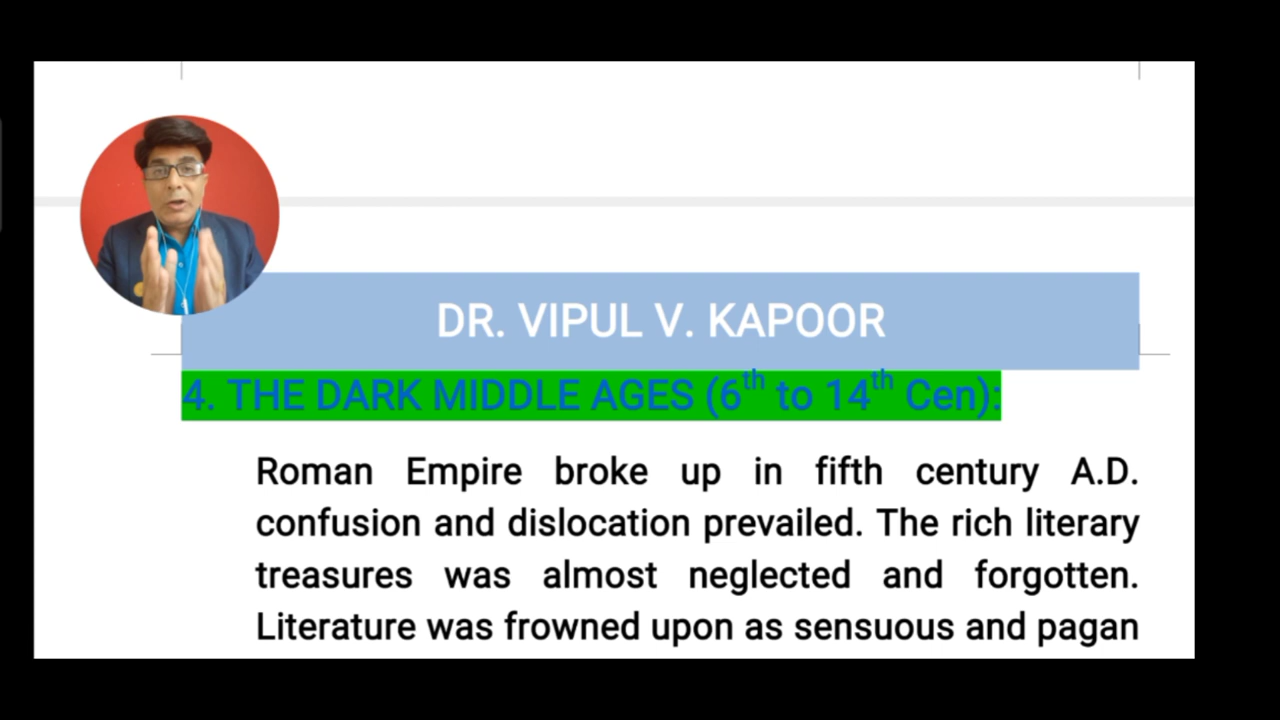 DR. VIPUL V. KAPOOR
4. THE DARK MIDDLE AGES (6th to 14th Cen):
Roman Empire broke up in fifth century A.D.
confusion and dislocation prevailed. The rich literary
treasures was almost neglected and forgotten.
Literature was frowned upon as sensuous and pagan